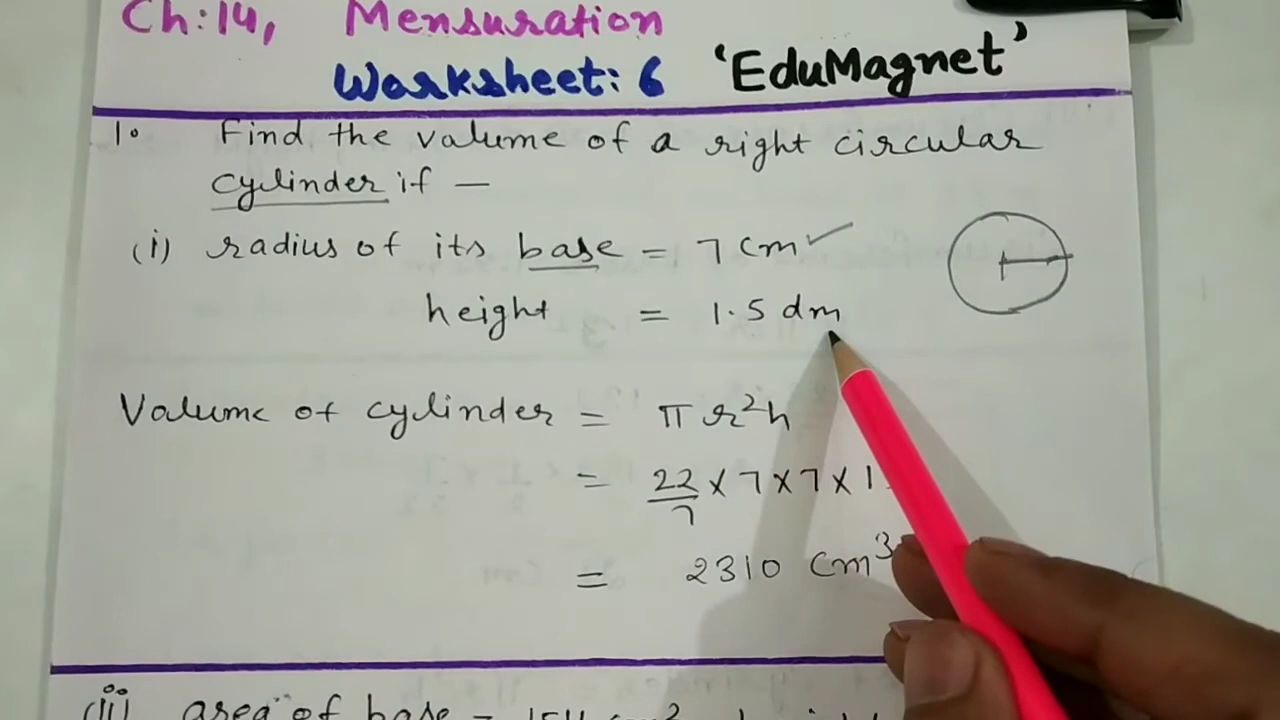 Ch:14, Mensuration
Worksheet: 6 'EduMagnet'
1. Find the volume of a right circular
cylinder if —
(i) radius of its base = 7 cm ✓
height = 1.5 dm
Volume of cylinder = πr²h
= 22/7 × 7 × 7 × 1
= 2310 cm³
(ii) area of base = 154 cm²